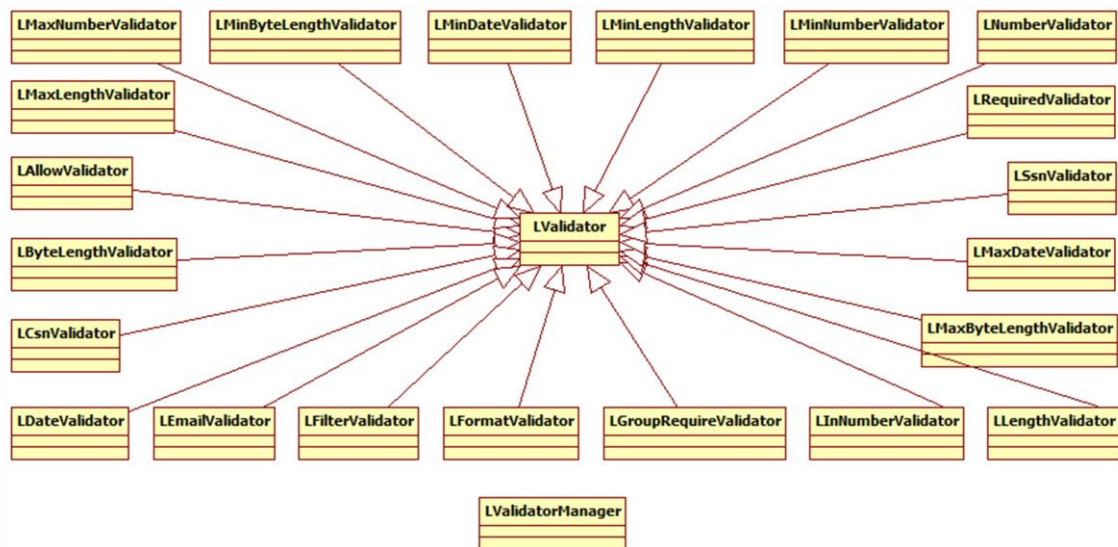 LMaxNumberValidator
LMinByteLengthValidator
LMinDateValidator
LMinLengthValidator
LMinNumberValidator
LNumberValidator
LMaxLengthValidator
LRequiredValidator
LAllowValidator
LSsnValidator
LValidator
LByteLengthValidator
LMaxDateValidator
LCsnValidator
LMaxByteLengthValidator
LDateValidator
LEmailValidator
LFilterValidator
LFormatValidator
LGroupRequireValidator
LInNumberValidator
LLengthValidator
LValidatorManager